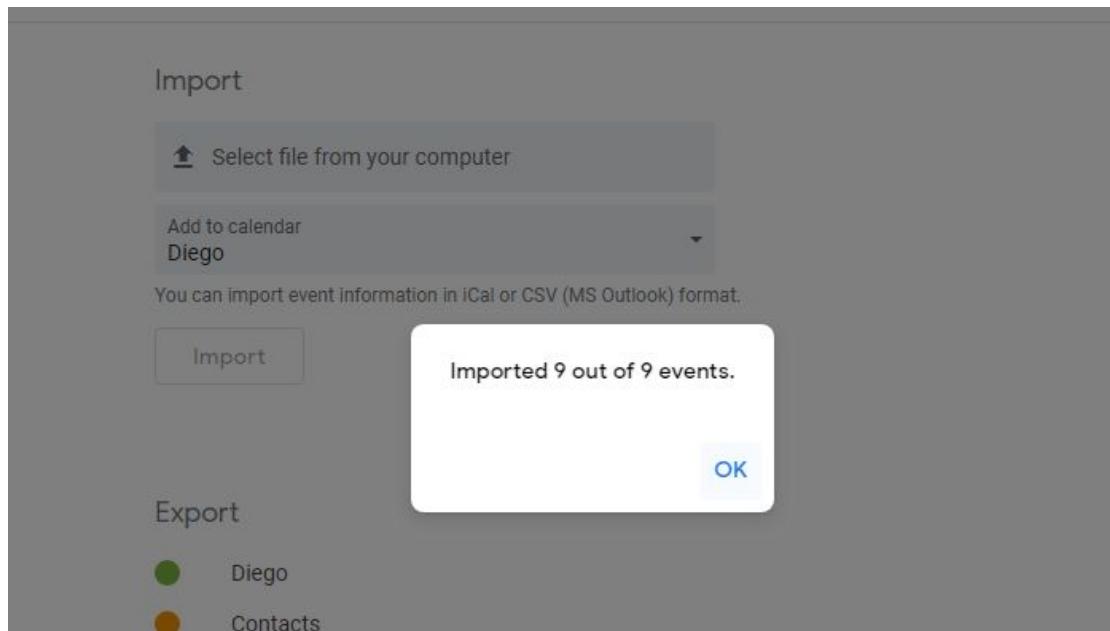 Import
Select file from your computer
Add to calendar
Diego
You can import event information in iCal or CSV (MS Outlook) format.
Import
Imported 9 out of 9 events.
OK
Export
Diego
Contacts